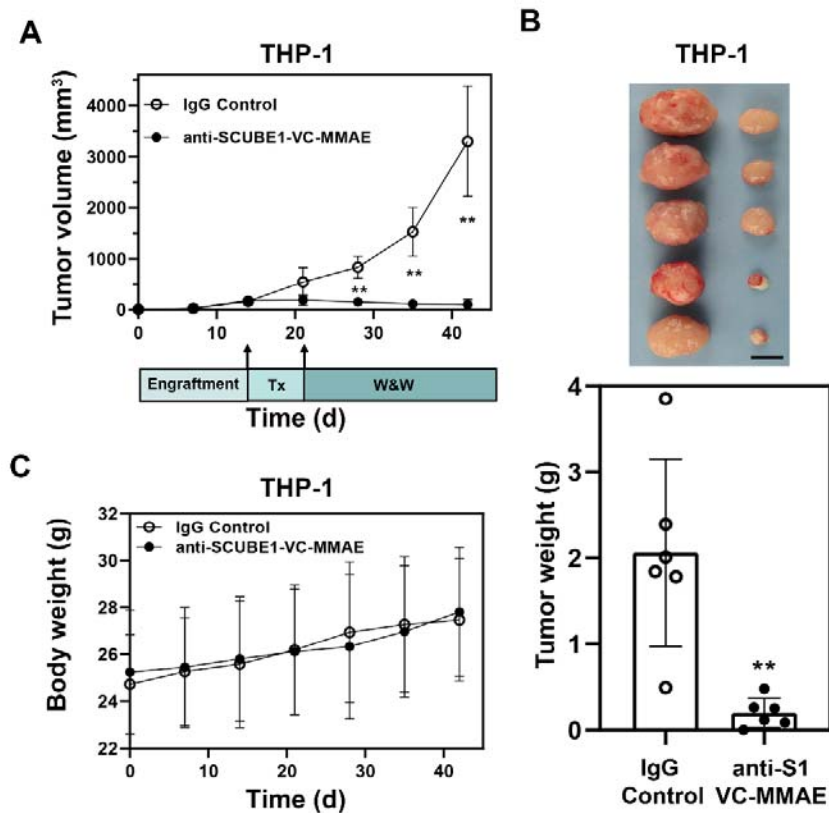 A
THP-1
Tumor volume (mm³)
4000
3000
2000
1000
0
IgG Control
anti-SCUBE1-VC-MMAE
**
**
**
0 10 20 30 40
Engraftment Tx W&W
Time (d)
B
THP-1
Tumor weight (g)
4
3
2
1
0
**
IgG Control
anti-S1 VC-MMAE
C
THP-1
Body weight (g)
32
30
28
26
24
22
IgG Control
anti-SCUBE1-VC-MMAE
0 10 20 30 40
Time (d)